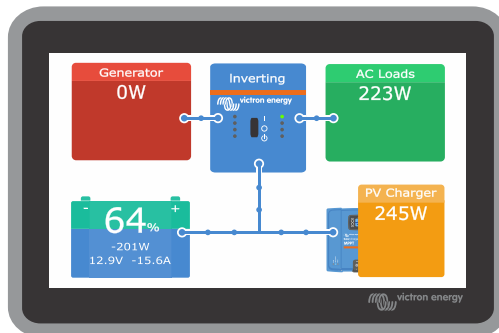 Generator
0W
Inverting
victron energy
AC Loads
223W
64%
- +
-201W
12.9V -15.6A
PV Charger
245W
MPPT
victron energy